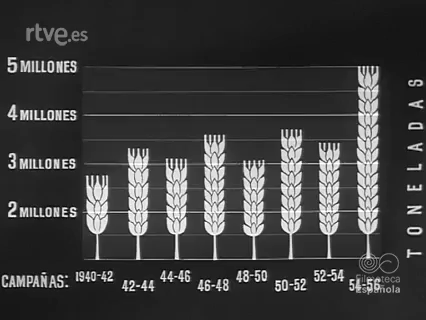 rtve.es
5 MILLONES
4 MILLONES
3 MILLONES
2 MILLONES
TONELADAS
CAMPAÑAS:
1940-42
42-44
44-46
46-48
48-50
50-52
52-54
54-56
Filmoteca
Española